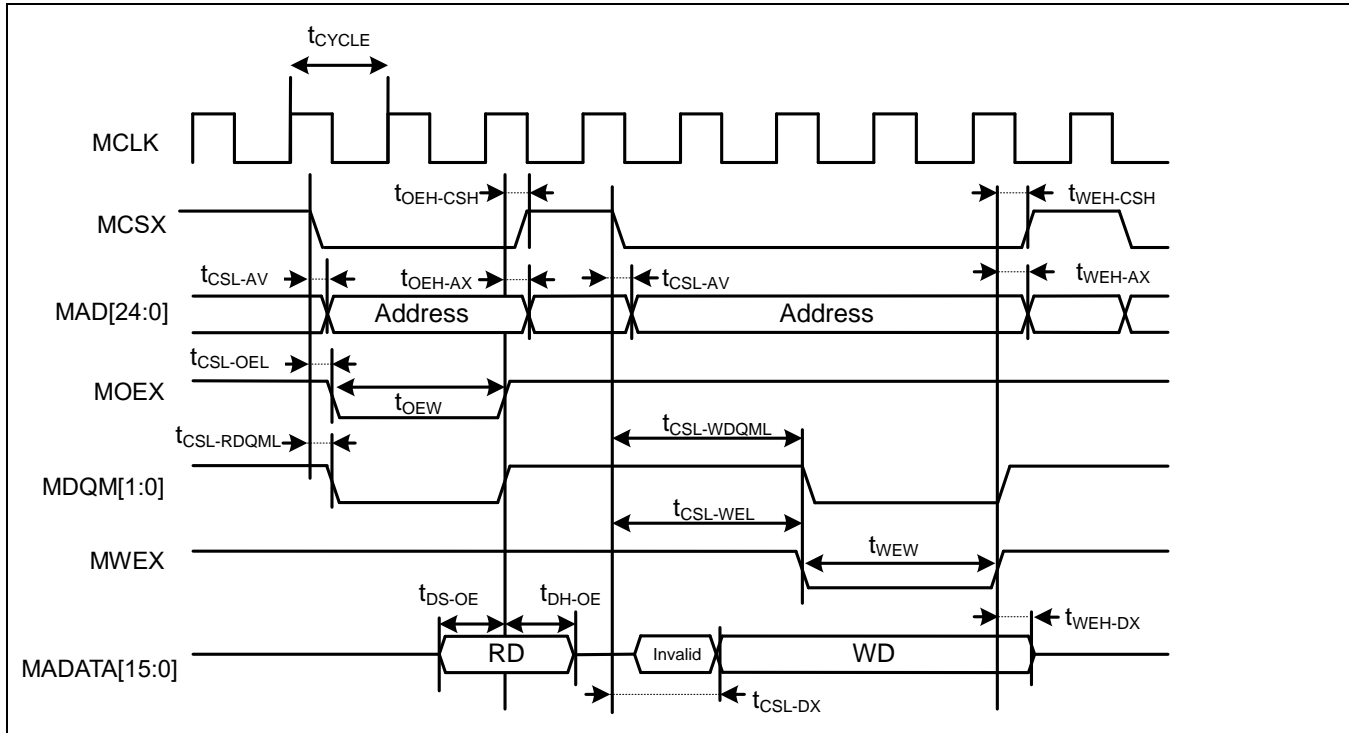 tCYCLE
MCLK
tOEH-CSH
tWEH-CSH
MCSX
tCSL-AV
tOEH-AX
tCSL-AV
tWEH-AX
MAD[24:0]
Address
Address
tCSL-OEL
MOEX
tOEW
tCSL-RDQML
tCSL-WDQML
MDQM[1:0]
tCSL-WEL
MWEX
tWEW
tDS-OE
tDH-OE
tWEH-DX
MADATA[15:0]
RD
Invalid
WD
tCSL-DX